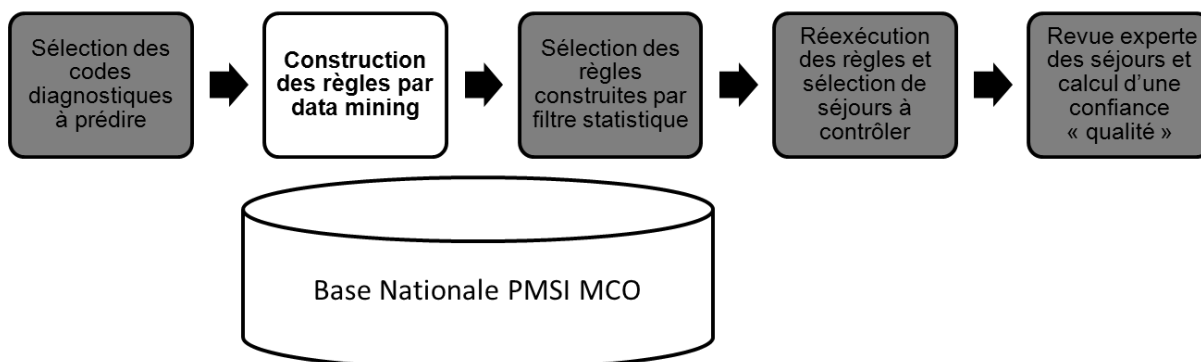 Sélection des
codes
diagnostiques
à prédire
Construction
des règles par
data mining
Sélection des
règles
construites par
filtre statistique
Réexécution
des règles et
sélection de
séjours à
contrôler
Revue experte
des séjours et
calcul d’une
confiance
« qualité »
Base Nationale PMSI MCO